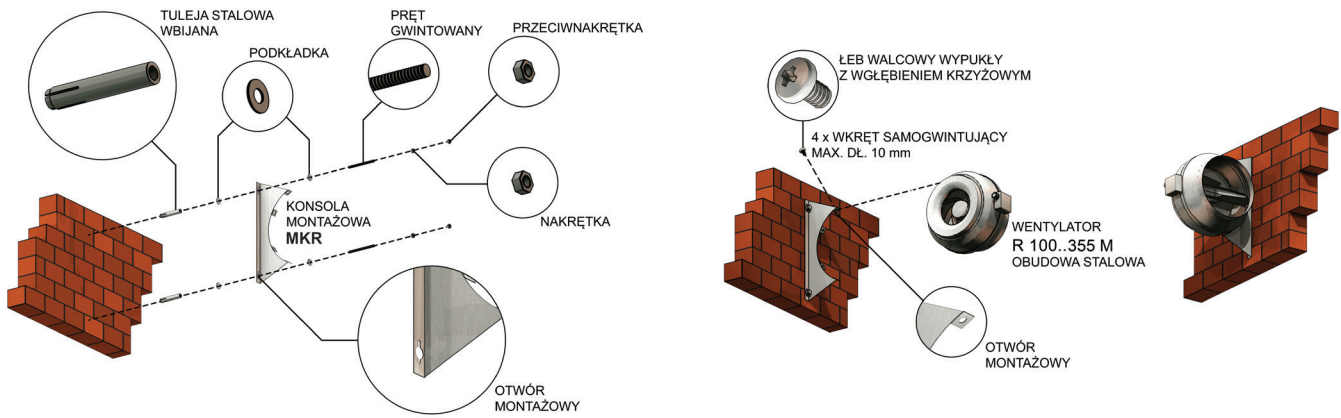 TULEJA STALOWA
WBIJANA
PODKŁADKA
PRĘT
GWINTOWANY
PRZECIWNAKRĘTKA
KONSOLA
MONTAŻOWA
MKR
NAKRĘTKA
OTWÓR
MONTAŻOWY
ŁEB WALCOWY WYPUKŁY
Z WGŁĘBIENIEM KRZYŻOWYM
4 x WKRĘT SAMOGWINTUJĄCY
MAX. DŁ. 10 mm
WENTYLATOR
R 100..355 M
OBUDOWA STALOWA
OTWÓR
MONTAŻOWY